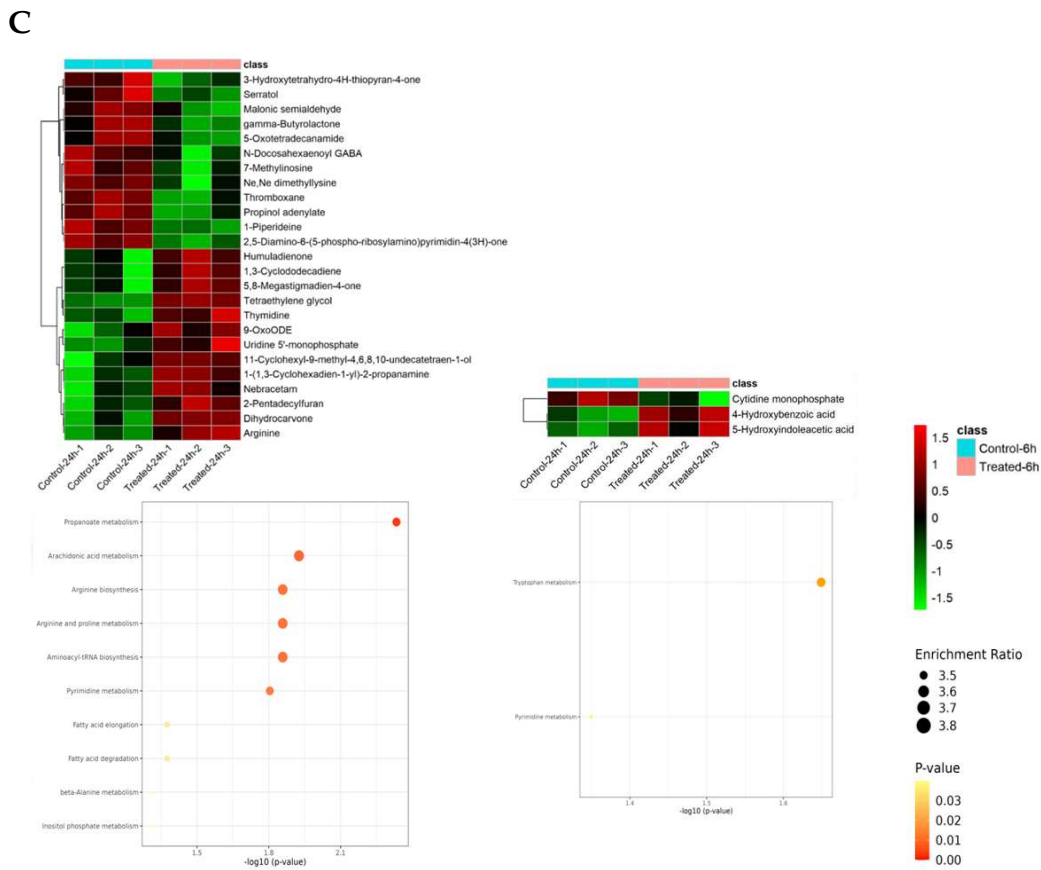 C
class
3-Hydroxytetrahydro-4H-thiopyran-4-one
Serratol
Malonic semialdehyde
gamma-Butyrolactone
5-Oxotetradecanamide
N-Docosahexaenoyl GABA
7-Methylinosine
Ne,Ne dimethyllysine
Thromboxane
Propinol adenylate
1-Piperideine
2,5-Diamino-6-(5-phospho-ribosylamino)pyrimidin-4(3H)-one
Humuladienone
1,3-Cyclododecadiene
5,8-Megastigmadien-4-one
Tetraethylene glycol
Thymidine
9-OxoODE
Uridine 5'-monophosphate
11-Cyclohexyl-9-methyl-4,6,8,10-undecatetraen-1-ol
1-(1,3-Cyclohexadien-1-yl)-2-propanamine
Nebracetam
2-Pentadecylfuran
Dihydrocarvone
Arginine
Control-24h-1
Control-24h-2
Control-24h-3
Treated-24h-1
Treated-24h-2
Treated-24h-3
class
Cytidine monophosphate
4-Hydroxybenzoic acid
5-Hydroxyindoleacetic acid
Control-24h-1
Control-24h-2
Control-24h-3
Treated-24h-1
Treated-24h-2
Treated-24h-3
class
Control-6h
Treated-6h
1.5
1
0.5
0
-0.5
-1
-1.5
Propanoate metabolism
Arachidonic acid metabolism
Arginine biosynthesis
Arginine and proline metabolism
Aminoacyl-tRNA biosynthesis
Pyrimidine metabolism
Fatty acid elongation
Fatty acid degradation
beta-Alanine metabolism
Inositol phosphate metabolism
1.5 1.8 2.1
-log10 (p-value)
Tryptophan metabolism
Pyrimidine metabolism
1.4 1.5 1.6
-log10 (p-value)
Enrichment Ratio
3.5
3.6
3.7
3.8
P-value
0.03
0.02
0.01
0.00